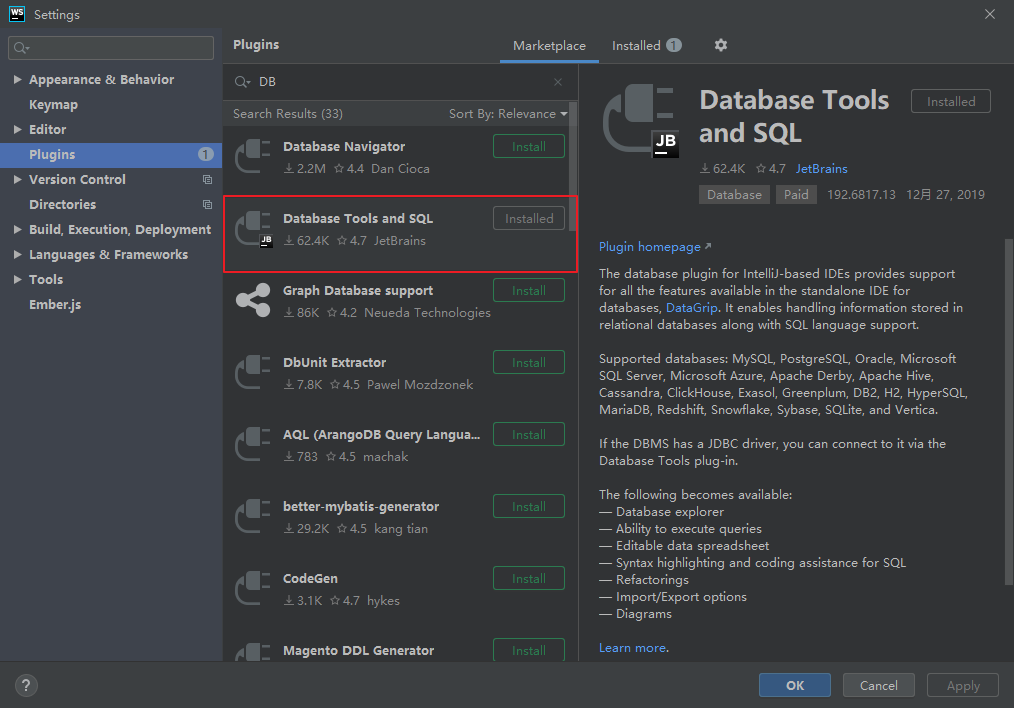 WS
Settings
Appearance & Behavior
Keymap
Editor
Plugins
1
Version Control
Directories
Build, Execution, Deployment
Languages & Frameworks
Tools
Ember.js
Plugins
Marketplace
Installed 1
DB
Search Results (33)
Sort By: Relevance
Database Navigator
Install
2.2M 4.4 Dan Cioca
Database Tools and SQL
Installed
JB
62.4K 4.7 JetBrains
Graph Database support
Install
86K 4.2 Neueda Technologies
DbUnit Extractor
Install
7.8K 4.5 Pawel Mozdzonek
AQL (ArangoDB Query Langua...
Install
783 4.5 machak
better-mybatis-generator
Install
29.2K 4.5 kang tian
CodeGen
Install
3.1K 4.7 hykes
Magento DDL Generator
Install
JB
Database Tools
and SQL
Installed
62.4K 4.7 JetBrains
Database Paid 192.6817.13 12月 27, 2019
Plugin homepage
The database plugin for IntelliJ-based IDEs provides support
for all the features available in the standalone IDE for
databases, DataGrip. It enables handling information stored in
relational databases along with SQL language support.
Supported databases: MySQL, PostgreSQL, Oracle, Microsoft
SQL Server, Microsoft Azure, Apache Derby, Apache Hive,
Cassandra, ClickHouse, Exasol, Greenplum, DB2, H2, HyperSQL,
MariaDB, Redshift, Snowflake, Sybase, SQLite, and Vertica.
If the DBMS has a JDBC driver, you can connect to it via the
Database Tools plug-in.
The following becomes available:
— Database explorer
— Ability to execute queries
— Editable data spreadsheet
— Syntax highlighting and coding assistance for SQL
— Refactorings
— Import/Export options
— Diagrams
Learn more.
?
OK
Cancel
Apply